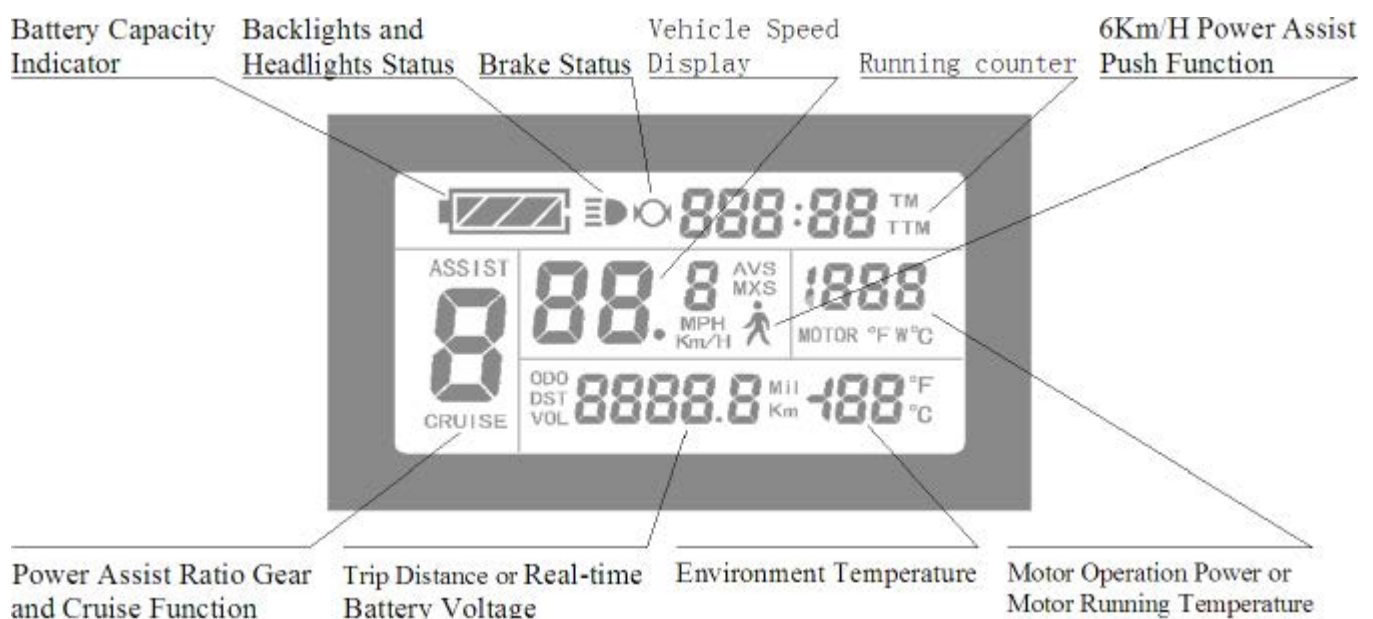 Battery Capacity
Indicator
Backlights and
Headlights Status
Brake Status
Vehicle Speed
Display
Running counter
6Km/H Power Assist
Push Function
888:88
TM
TTM
ASSIST
8
CRUISE
88.8
AVS
MXS
MPH
Km/H
1888
MOTOR °F W°C
ODO
DST
VOL
8888.8
Mil
Km
-188
°F
°C
Power Assist Ratio Gear
and Cruise Function
Trip Distance or Real-time
Battery Voltage
Environment Temperature
Motor Operation Power or
Motor Running Temperature